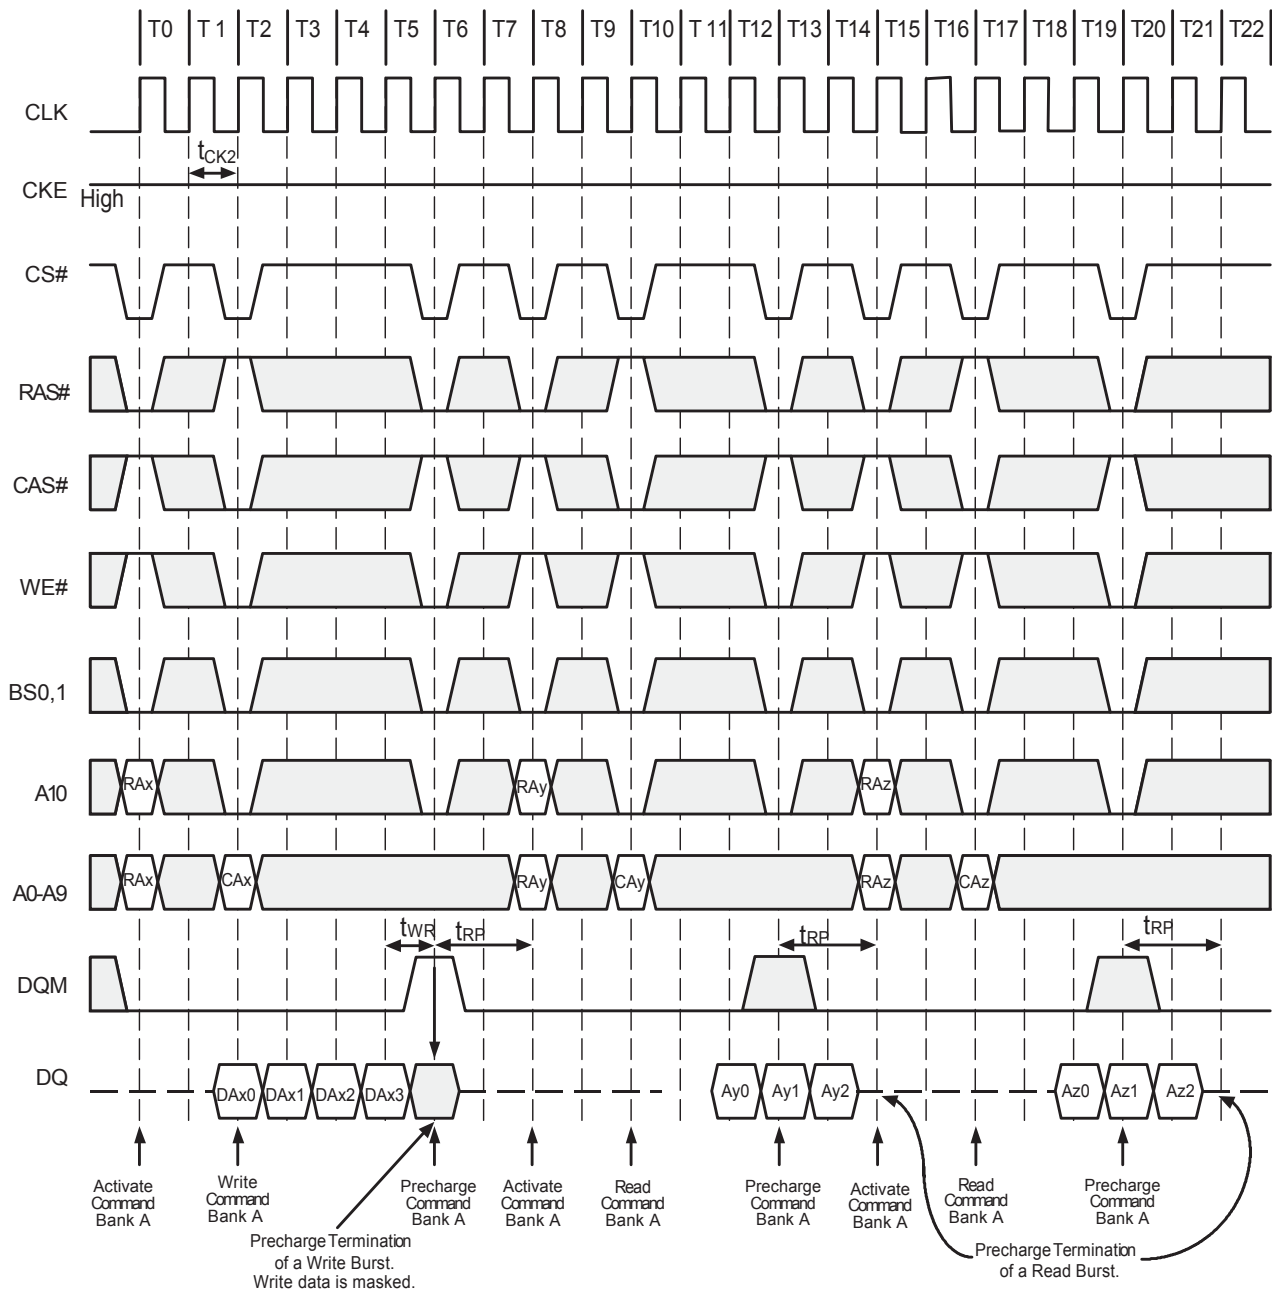 T0 T 1 T2 T3 T4 T5 T6 T7 T8 T9 T10 T 11 T12 T13 T14 T15 T16 T17 T18 T19 T20 T21 T22
CLK
tCK2
CKE High
CS#
RAS#
CAS#
WE#
BS0,1
A10 RAx RAy RAz
A0-A9 RAx CAx RAy CAy RAz CAz
tWR tRP tRP tRP
DQM
DQ DAx0 DAx1 DAx2 DAx3 Ay0 Ay1 Ay2 Az0 Az1 Az2
Activate
Command
Bank A
Write
Command
Bank A
Precharge
Command
Bank A
Activate
Command
Bank A
Read
Command
Bank A
Precharge
Command
Bank A
Activate
Command
Bank A
Read
Command
Bank A
Precharge
Command
Bank A
Precharge Termination
of a Write Burst.
Write data is masked.
Precharge Termination
of a Read Burst.